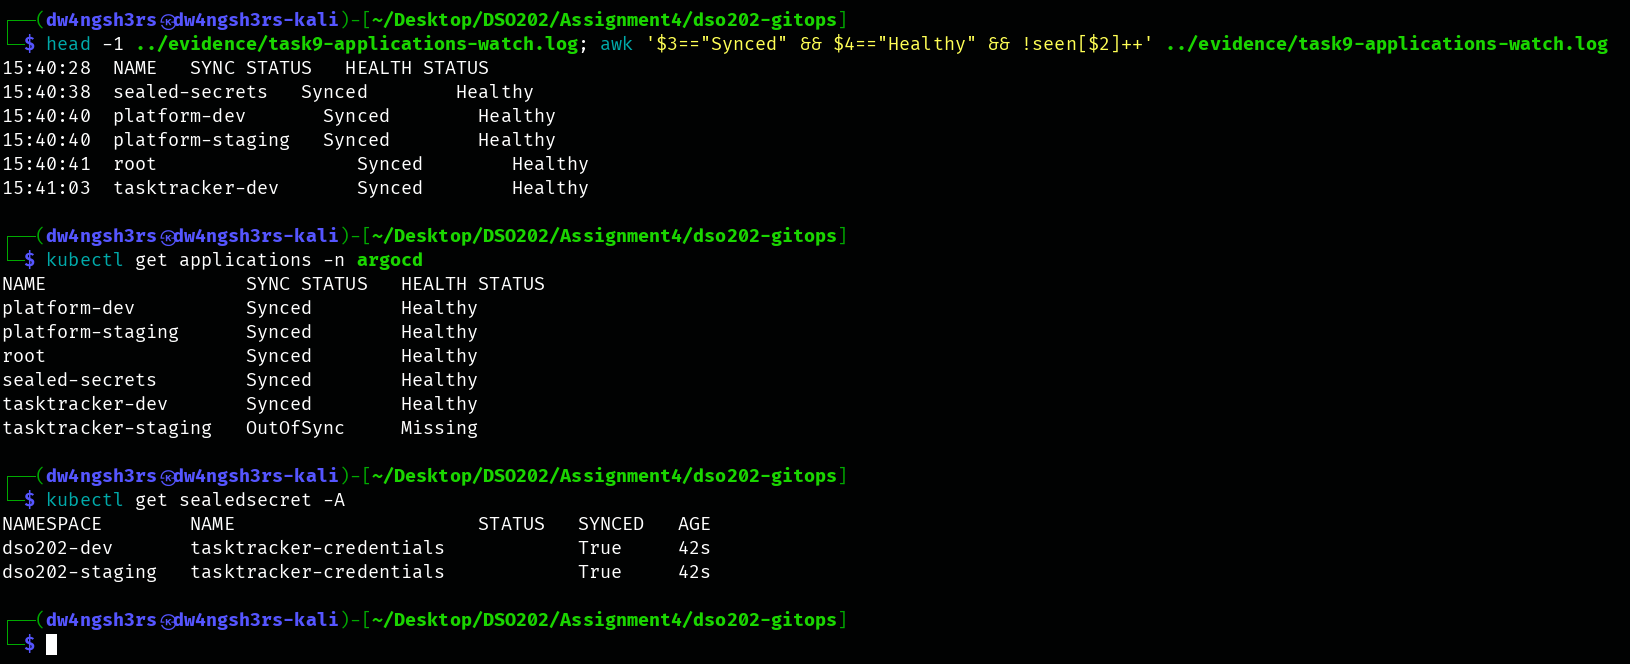 ┌──(dw4ngsh3rs㉿dw4ngsh3rs-kali)-[~/Desktop/DSO202/Assignment4/dso202-gitops]
└─$ head -1 ../evidence/task9-applications-watch.log; awk '$3=="Synced" && $4=="Healthy" && !seen[$2]++' ../evidence/task9-applications-watch.log
15:40:28  NAME   SYNC STATUS   HEALTH STATUS
15:40:38  sealed-secrets   Synced        Healthy
15:40:40  platform-dev       Synced        Healthy
15:40:40  platform-staging   Synced        Healthy
15:40:41  root                  Synced        Healthy
15:41:03  tasktracker-dev       Synced        Healthy

┌──(dw4ngsh3rs㉿dw4ngsh3rs-kali)-[~/Desktop/DSO202/Assignment4/dso202-gitops]
└─$ kubectl get applications -n argocd
NAME                  SYNC STATUS   HEALTH STATUS
platform-dev          Synced        Healthy
platform-staging      Synced        Healthy
root                  Synced        Healthy
sealed-secrets        Synced        Healthy
tasktracker-dev       Synced        Healthy
tasktracker-staging   OutOfSync     Missing

┌──(dw4ngsh3rs㉿dw4ngsh3rs-kali)-[~/Desktop/DSO202/Assignment4/dso202-gitops]
└─$ kubectl get sealedsecret -A
NAMESPACE        NAME                      STATUS   SYNCED   AGE
dso202-dev       tasktracker-credentials            True     42s
dso202-staging   tasktracker-credentials            True     42s

┌──(dw4ngsh3rs㉿dw4ngsh3rs-kali)-[~/Desktop/DSO202/Assignment4/dso202-gitops]
└─$